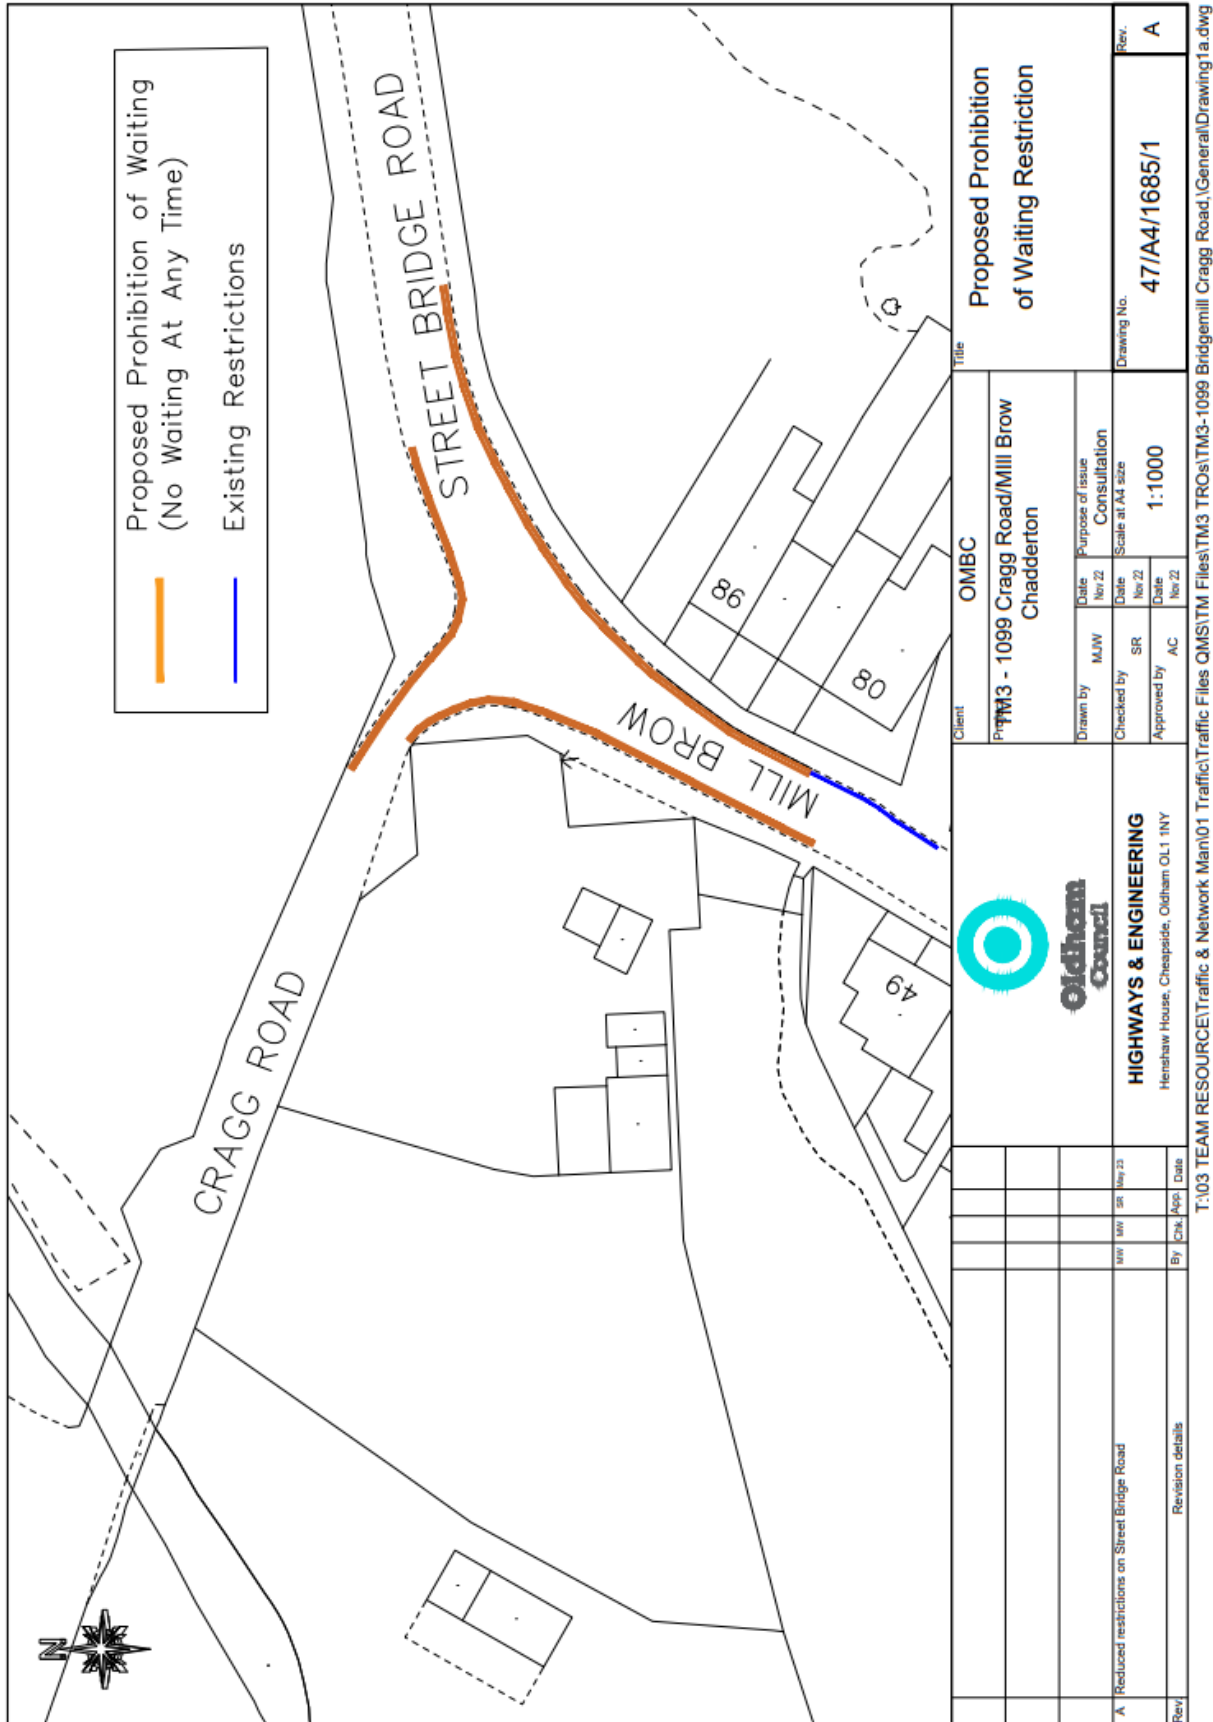 Proposed Prohibition of Waiting
(No Waiting At Any Time)
Existing Restrictions
N
CRAGG ROAD
STREET BRIDGE ROAD
MILL BROW
98
80
49
A
Reduced restrictions on Street Bridge Road
MW
MW
SR
May 23
Rev.
Revision details
By
Chk.
App.
Date
Oldham
Council
HIGHWAYS & ENGINEERING
Henshaw House, Cheapside, Oldham OL1 1NY
Client
OMBC
TM3 - 1099 Cragg Road/Mill Brow
Chadderton
Drawn by
MJW
Date
Nov 22
Purpose of issue
Consultation
Checked by
SR
Date
Nov 22
Scale at A4 size
1:1000
Approved by
AC
Date
Nov 22
Title
Proposed Prohibition
of Waiting Restriction
Drawing No.
47/A4/1685/1
Rev.
A
T:\03 TEAM RESOURCE\Traffic & Network Man\01 Traffic\Traffic Files QMS\TM Files\TM3 TROs\TM3-1099 Bridgemill Cragg Road,\General\Drawing1a.dwg